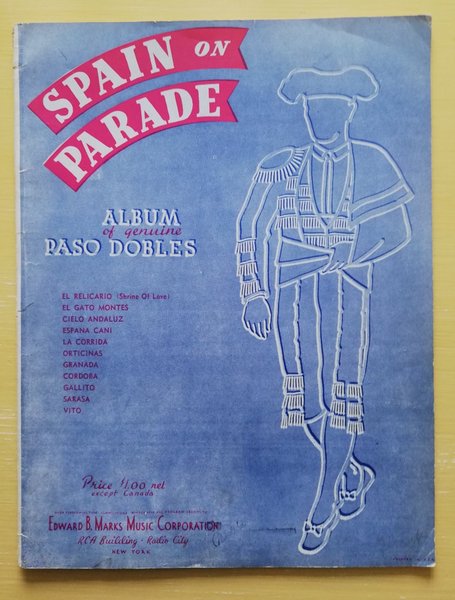 SPAIN ON
PARADE
ALBUM
of genuine
PASO DOBLES
EL RELICARIO (Shrine Of Love)
EL GATO MONTES
CIELO ANDALUZ
ESPANA CANI
LA CORRIDA
ORTICINAS
GRANADA
CORDOBA
GALLITO
SARASA
VITO
Price $1.00 net
except Canada
EDWARD B. MARKS MUSIC CORPORATION
RCA Building - Radio City
NEW YORK